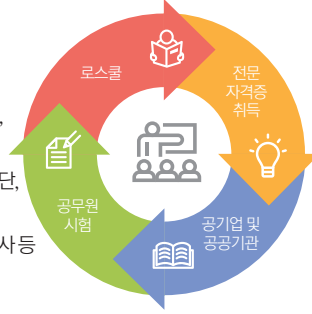 로스쿨
전문
자격증
취득
,
단,
공무원
시험
공기업 및
공공기관
사 등